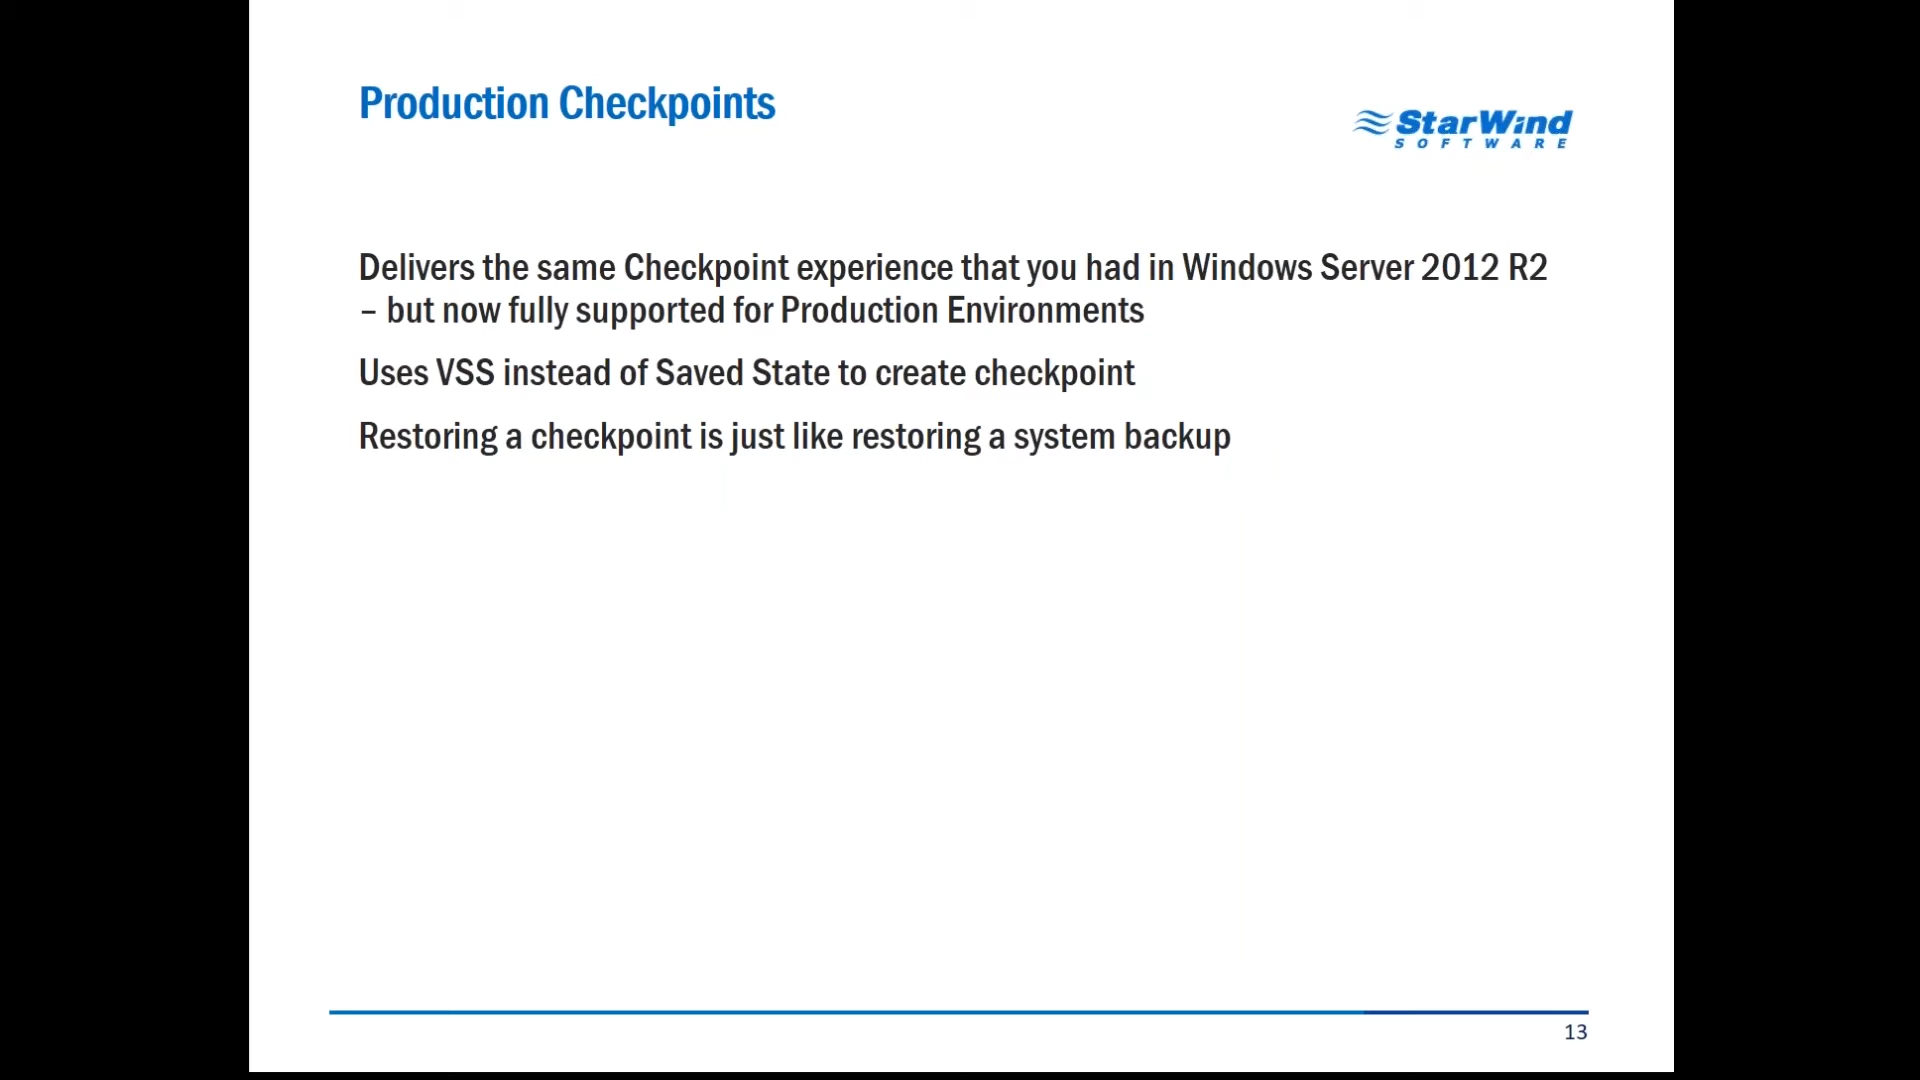 Production Checkpoints
StarWind
SOFTWARE
Delivers the same Checkpoint experience that you had in Windows Server 2012 R2
– but now fully supported for Production Environments
Uses VSS instead of Saved State to create checkpoint
Restoring a checkpoint is just like restoring a system backup
13